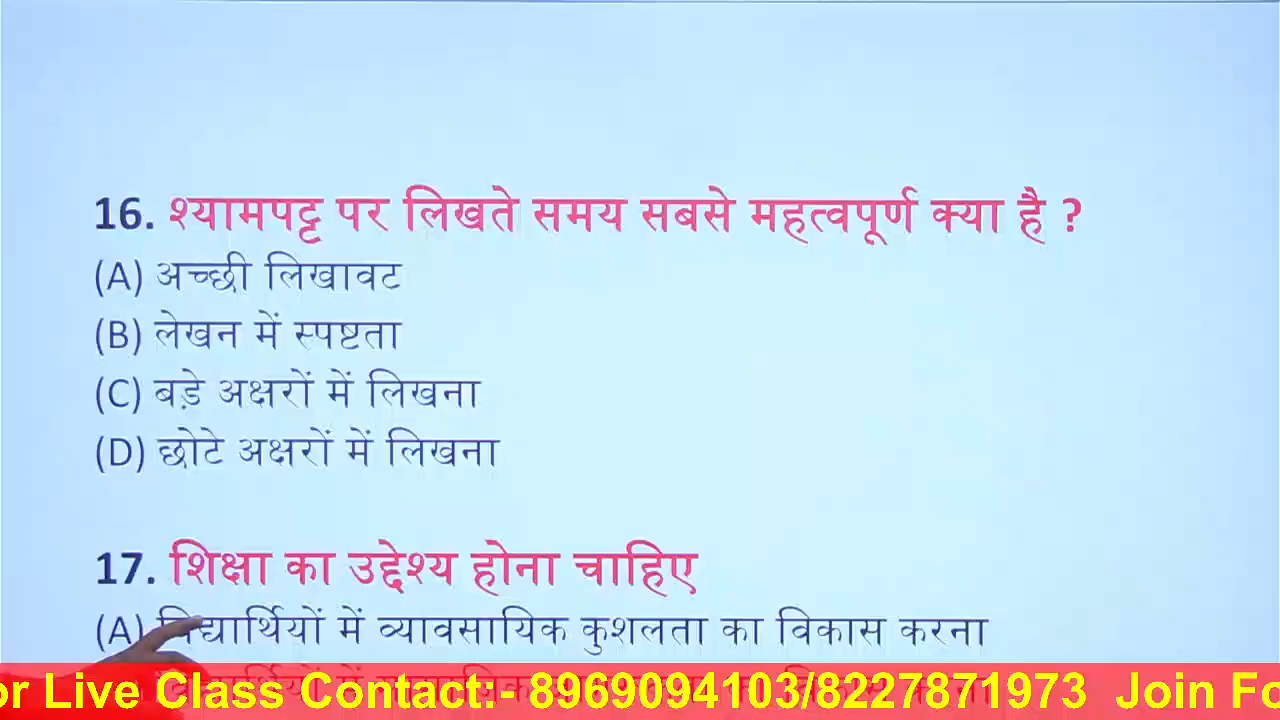 16. श्यामपट्ट पर लिखते समय सबसे महत्वपूर्ण क्या है ?
(A) अच्छी लिखावट
(B) लेखन में स्पष्टता
(C) बड़े अक्षरों में लिखना
(D) छोटे अक्षरों में लिखना
17. शिक्षा का उद्देश्य होना चाहिए
(A) विद्यार्थियों में व्यावसायिक कुशलता का विकास करना
or Live Class Contact:- 8969094103/8227871973 Join Fo